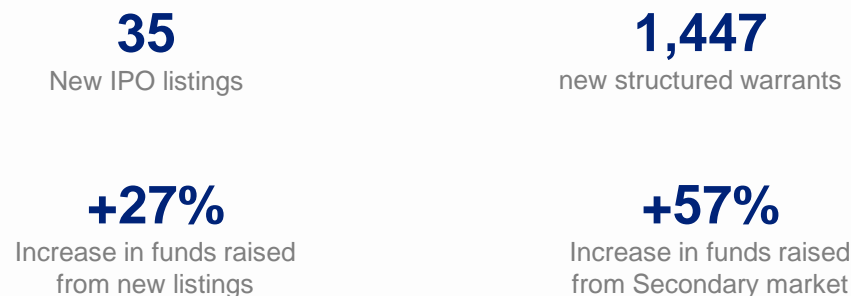 35
New IPO listings
1,447
new structured warrants
+27%
Increase in funds raised
from new listings
+57%
Increase in funds raised
from Secondary market